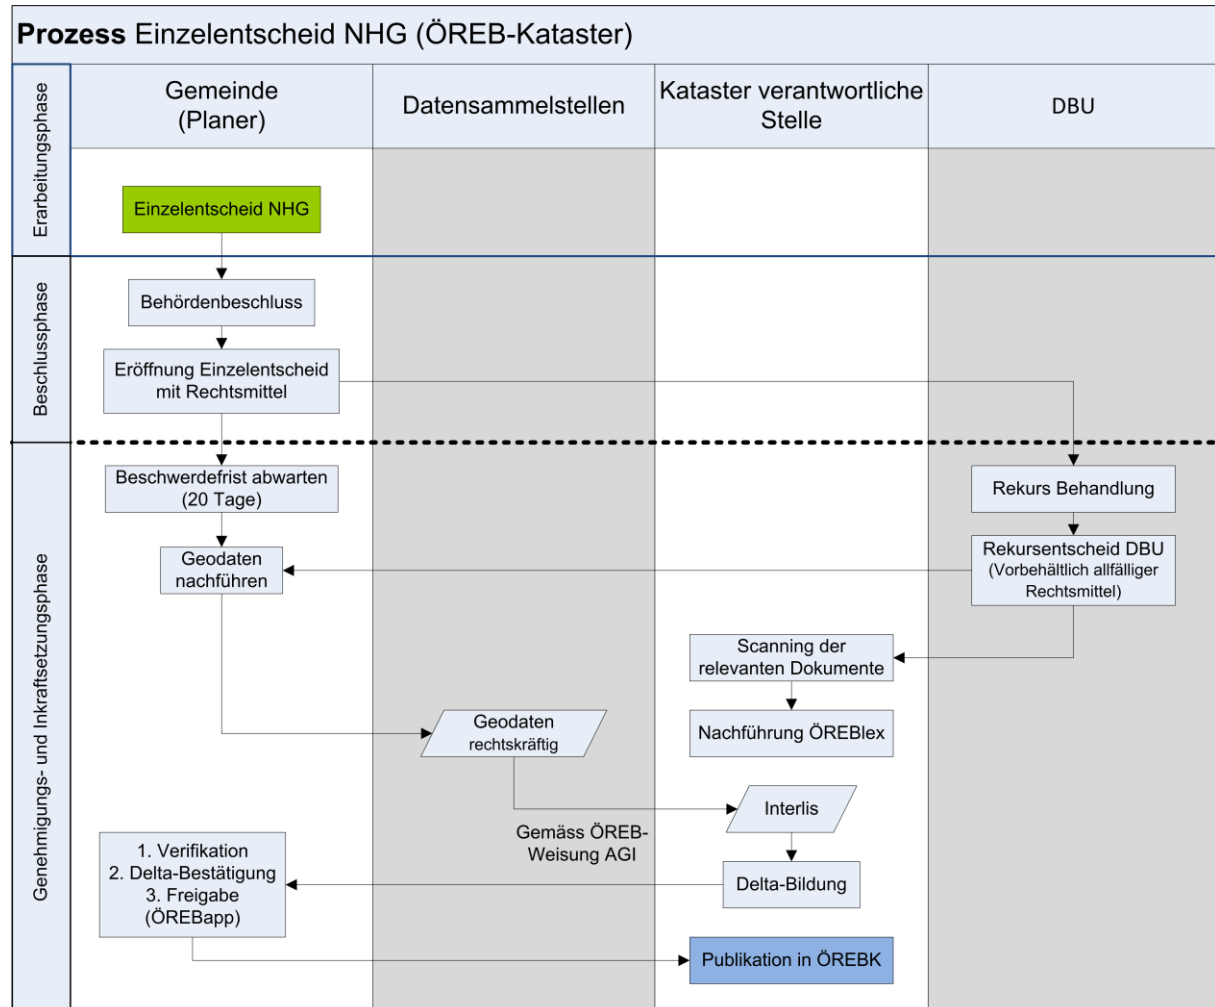 Prozess Einzelentscheid NHG (ÖREB-Kataster)
Erarbeitungsphase
Gemeinde
(Planer)
Datensammelstellen
Kataster verantwortliche
Stelle
DBU
Einzelentscheid NHG
Beschlussphase
Behördenbeschluss
Eröffnung Einzelentscheid
mit Rechtsmittel
Genehmigungs- und Inkraftsetzungsphase
Beschwerdefrist abwarten
(20 Tage)
Rekurs Behandlung
Geodaten
nachführen
Rekursentscheid DBU
(Vorbehältlich allfälliger
Rechtsmittel)
Scanning der
relevanten Dokumente
Geodaten
rechtskräftig
Nachführung ÖREBlex
Interlis
Gemäss ÖREB-
Weisung AGI
1. Verifikation
2. Delta-Bestätigung
3. Freigabe
(ÖREBapp)
Delta-Bildung
Publikation in ÖREBK